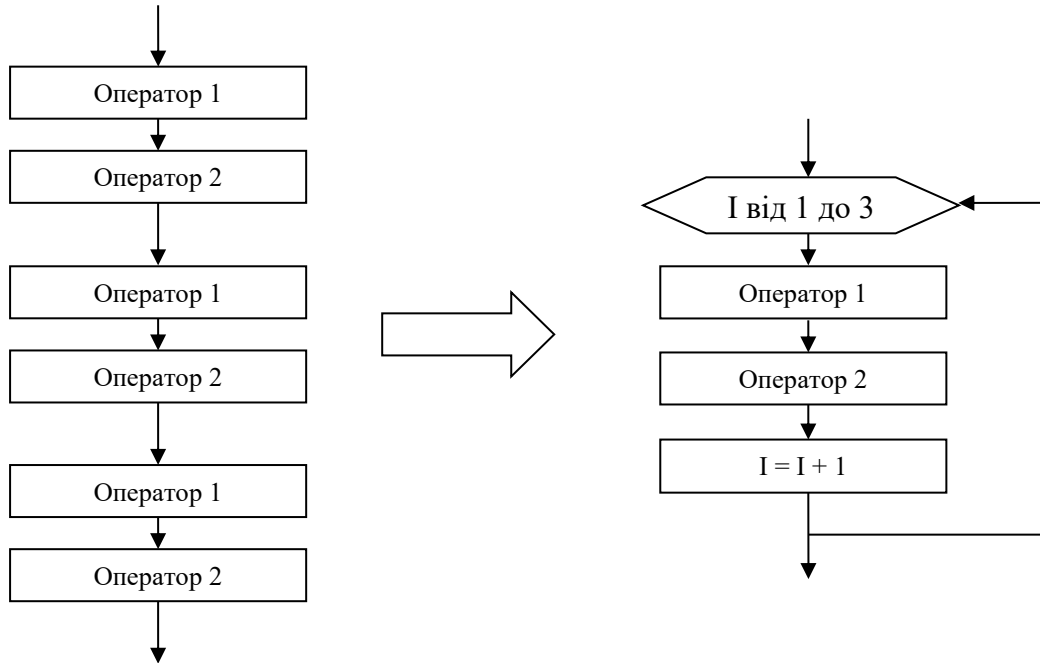 Оператор 1
Оператор 2
Оператор 1
Оператор 2
Оператор 1
Оператор 2
І від 1 до 3
Оператор 1
Оператор 2
I = I + 1